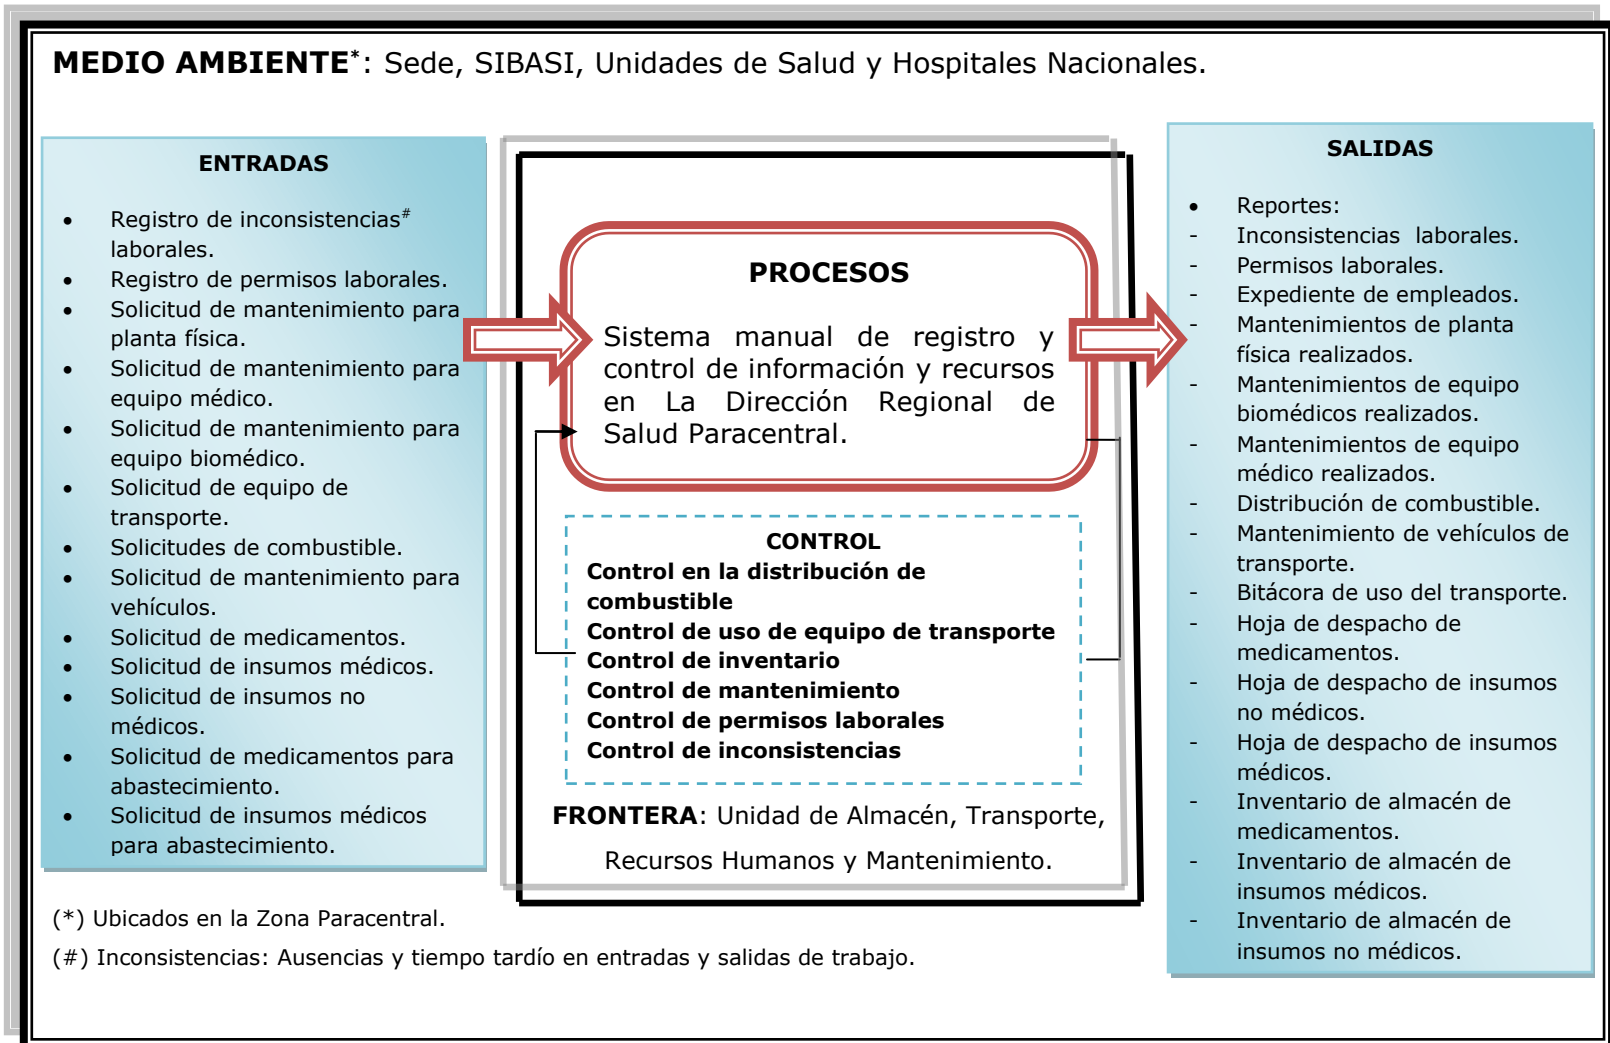 MEDIO AMBIENTE*: Sede, SIBASI, Unidades de Salud y Hospitales Nacionales.
ENTRADAS
• Registro de inconsistencias#
laborales.
• Registro de permisos laborales.
• Solicitud de mantenimiento para
planta física.
• Solicitud de mantenimiento para
equipo médico.
• Solicitud de mantenimiento para
equipo biomédico.
• Solicitud de equipo de
transporte.
• Solicitudes de combustible.
• Solicitud de mantenimiento para
vehículos.
• Solicitud de medicamentos.
• Solicitud de insumos médicos.
• Solicitud de insumos no
médicos.
• Solicitud de medicamentos para
abastecimiento.
• Solicitud de insumos médicos
para abastecimiento.
PROCESOS
Sistema manual de registro y
control de información y recursos
en La Dirección Regional de
Salud Paracentral.
CONTROL
Control en la distribución de
combustible
Control de uso de equipo de transporte
Control de inventario
Control de mantenimiento
Control de permisos laborales
Control de inconsistencias
FRONTERA: Unidad de Almacén, Transporte,
Recursos Humanos y Mantenimiento.
SALIDAS
• Reportes:
- Inconsistencias laborales.
- Permisos laborales.
- Expediente de empleados.
- Mantenimientos de planta
física realizados.
- Mantenimientos de equipo
biomédicos realizados.
- Mantenimientos de equipo
médico realizados.
- Distribución de combustible.
- Mantenimiento de vehículos de
transporte.
- Bitácora de uso del transporte.
- Hoja de despacho de
medicamentos.
- Hoja de despacho de insumos
no médicos.
- Hoja de despacho de insumos
médicos.
- Inventario de almacén de
medicamentos.
- Inventario de almacén de
insumos médicos.
- Inventario de almacén de
insumos no médicos.
(*) Ubicados en la Zona Paracentral.
(#) Inconsistencias: Ausencias y tiempo tardío en entradas y salidas de trabajo.